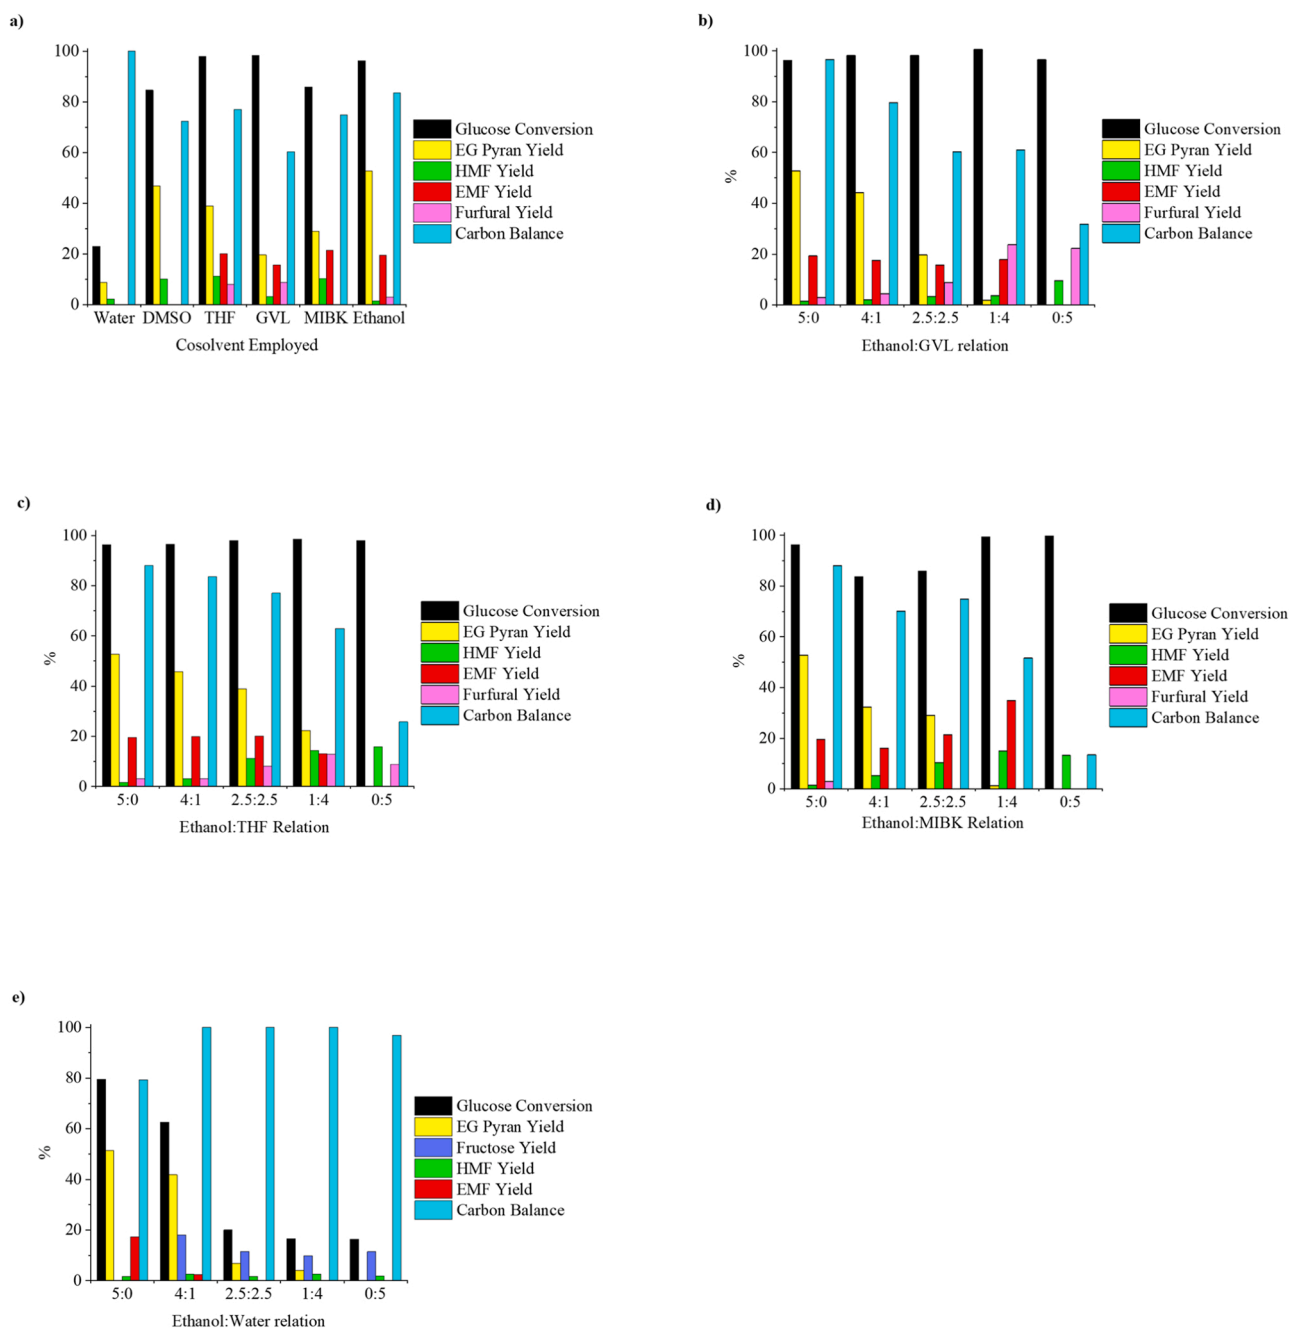 a)
100
80
60
40
20
0
Water DMSO THF GVL MIBK Ethanol
Cosolvent Employed
Glucose Conversion
EG Pyran Yield
HMF Yield
EMF Yield
Furfural Yield
Carbon Balance
b)
%
100
80
60
40
20
0
5:0 4:1 2.5:2.5 1:4 0:5
Ethanol:GVL relation
Glucose Conversion
EG Pyran Yield
HMF Yield
EMF Yield
Furfural Yield
Carbon Balance
c)
%
100
80
60
40
20
0
5:0 4:1 2.5:2.5 1:4 0:5
Ethanol:THF Relation
Glucose Conversion
EG Pyran Yield
HMF Yield
EMF Yield
Furfural Yield
Carbon Balance
d)
%
100
80
60
40
20
0
5:0 4:1 2.5:2.5 1:4 0:5
Ethanol:MIBK Relation
Glucose Conversion
EG Pyran Yield
HMF Yield
EMF Yield
Furfural Yield
Carbon Balance
e)
%
100
80
60
40
20
0
5:0 4:1 2.5:2.5 1:4 0:5
Ethanol:Water relation
Glucose Conversion
EG Pyran Yield
Fructose Yield
HMF Yield
EMF Yield
Carbon Balance